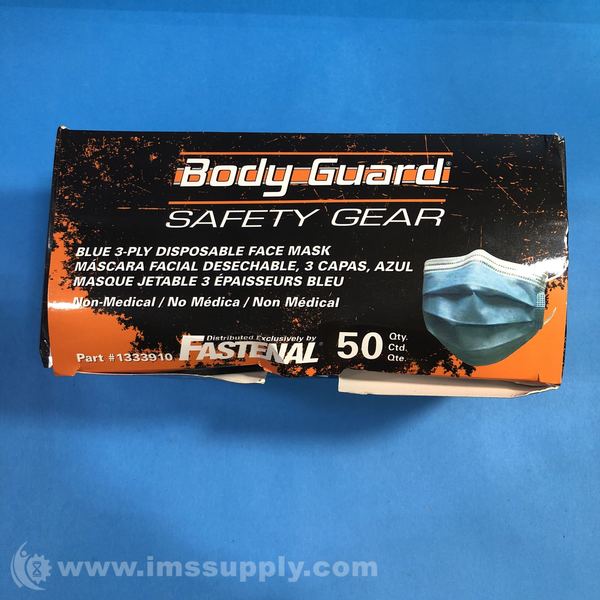 Body Guard®
SAFETY GEAR
BLUE 3-PLY DISPOSABLE FACE MASK
MÁSCARA FACIAL DESECHABLE, 3 CAPAS, AZUL
MASQUE JETABLE 3 ÉPAISSEURS BLEU
Non-Medical / No Médica / Non Médical
Distributed Exclusively by
Part #1333910 FASTENAL 50 Qty.
Ctd.
Qte.
www.imssupply.com